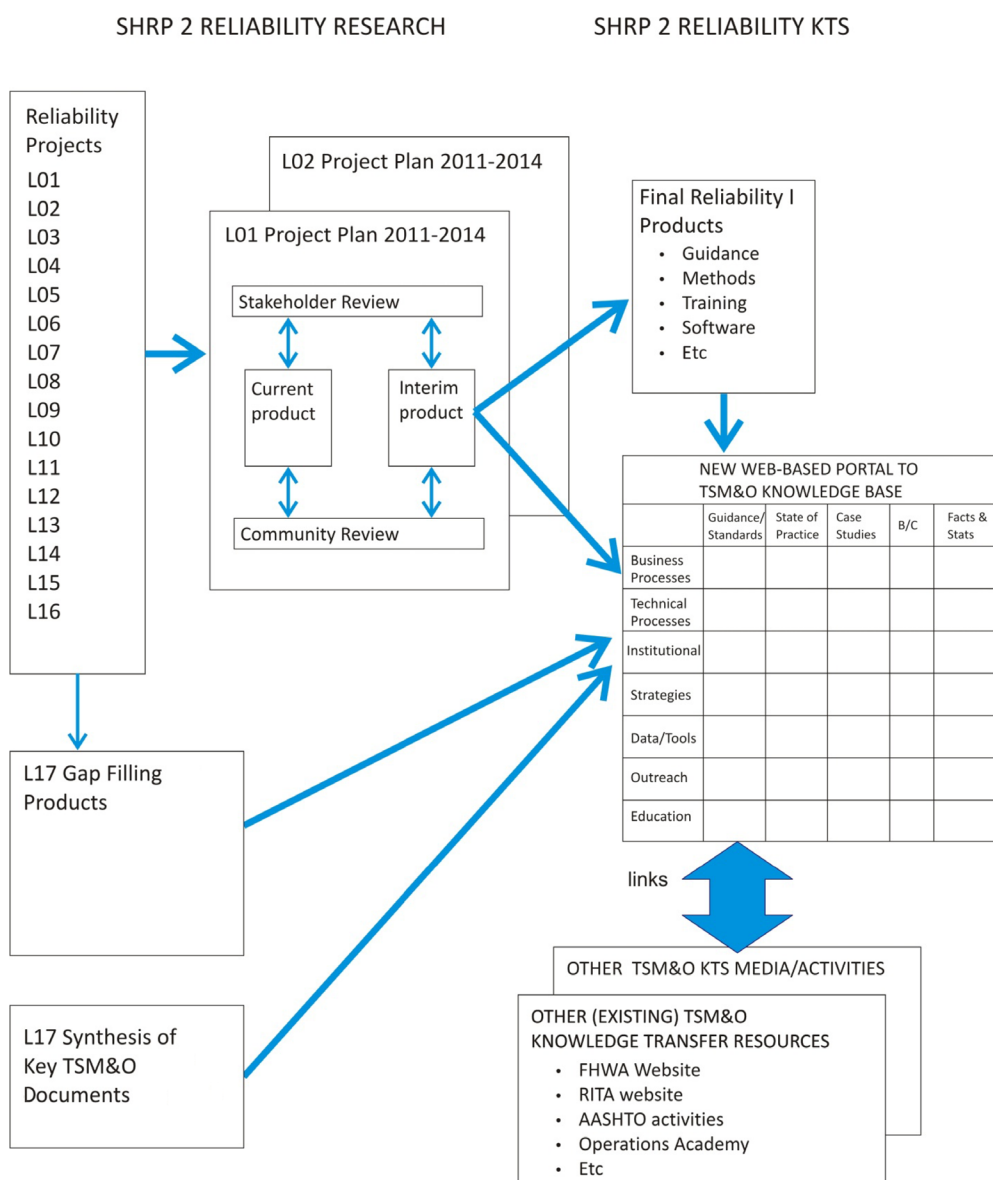 SHRP 2 RELIABILITY RESEARCH
SHRP 2 RELIABILITY KTS
Reliability
Projects
L01
L02
L03
L04
L05
L06
L07
L08
L09
L10
L11
L12
L13
L14
L15
L16
L02 Project Plan 2011-2014
L01 Project Plan 2011-2014
Stakeholder Review
Current
product
Interim
product
Community Review
Final Reliability I
Products
• Guidance
• Methods
• Training
• Software
• Etc
NEW WEB-BASED PORTAL TO
TSM&O KNOWLEDGE BASE
Guidance/
Standards
State of
Practice
Case
Studies
B/C
Facts &
Stats
Business
Processes
Technical
Processes
Institutional
Strategies
Data/Tools
Outreach
Education
L17 Gap Filling
Products
L17 Synthesis of
Key TSM&O
Documents
links
OTHER TSM&O KTS MEDIA/ACTIVITIES
OTHER (EXISTING) TSM&O
KNOWLEDGE TRANSFER RESOURCES
• FHWA Website
• RITA website
• AASHTO activities
• Operations Academy
• Etc